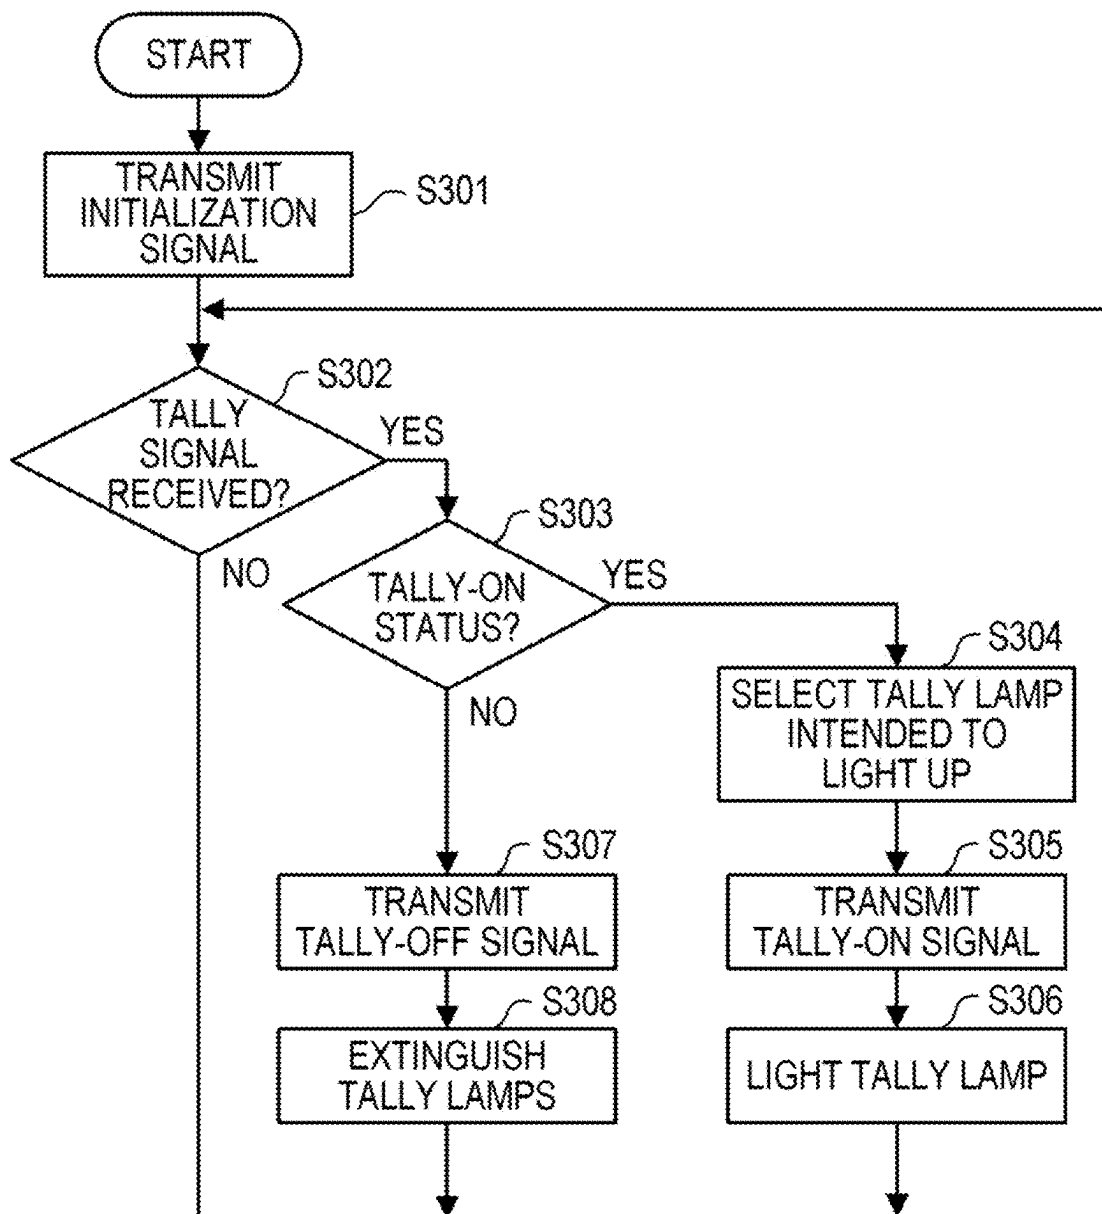 START
TRANSMIT
INITIALIZATION
SIGNAL
S301
S302
TALLY
SIGNAL
RECEIVED?
YES
NO
S303
TALLY-ON
STATUS?
YES
NO
S304
SELECT TALLY LAMP
INTENDED TO
LIGHT UP
S307
TRANSMIT
TALLY-OFF SIGNAL
S305
TRANSMIT
TALLY-ON SIGNAL
S308
EXTINGUISH
TALLY LAMPS
S306
LIGHT TALLY LAMP